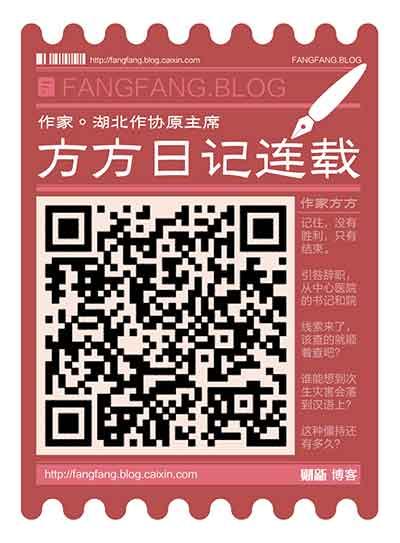 http://fangfang.blog.caixin.com
FANGFANG.BLOG
FANGFANG.BLOG
作家。湖北作协原主席
方方日记连载
作家方方
记住，没有
胜利，只有
结束。
引咎辞职，
从中心医院
的书记和院
线索来了，
该查的就顺
着查吧？
谁能想到次
生灾害会落
到汉语上？
这种僵持还
有多久？
http://fangfang.blog.caixin.com
财新 博客